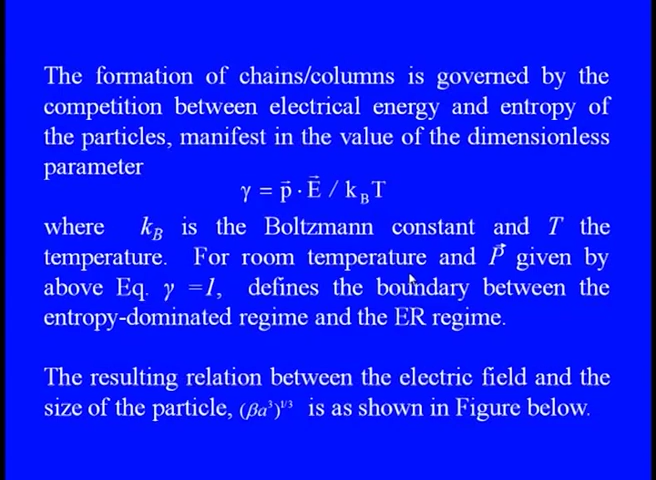 The formation of chains/columns is governed by the
competition between electrical energy and entropy of
the particles, manifest in the value of the dimensionless
parameter
γ = p⃗ · E⃗ / k_B T
where k_B is the Boltzmann constant and T the
temperature. For room temperature and P⃗ given by
above Eq. γ =1, defines the boundary between the
entropy-dominated regime and the ER regime.
The resulting relation between the electric field and the
size of the particle, (βa³)^1/3 is as shown in Figure below.